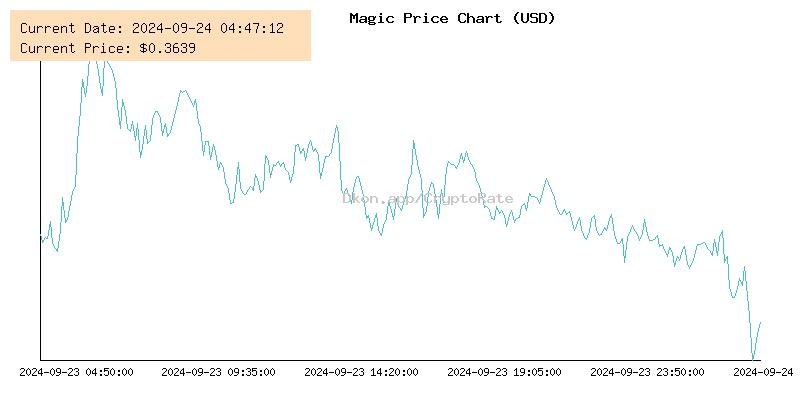 Magic Price Chart (USD)
Current Date: 2024-09-24 04:47:12
Current Price: $0.3639
Dkon.app/CryptoRate
2024-09-23 04:50:00 2024-09-23 09:35:00 2024-09-23 14:20:00 2024-09-23 19:05:00 2024-09-23 23:50:00 2024-09-24